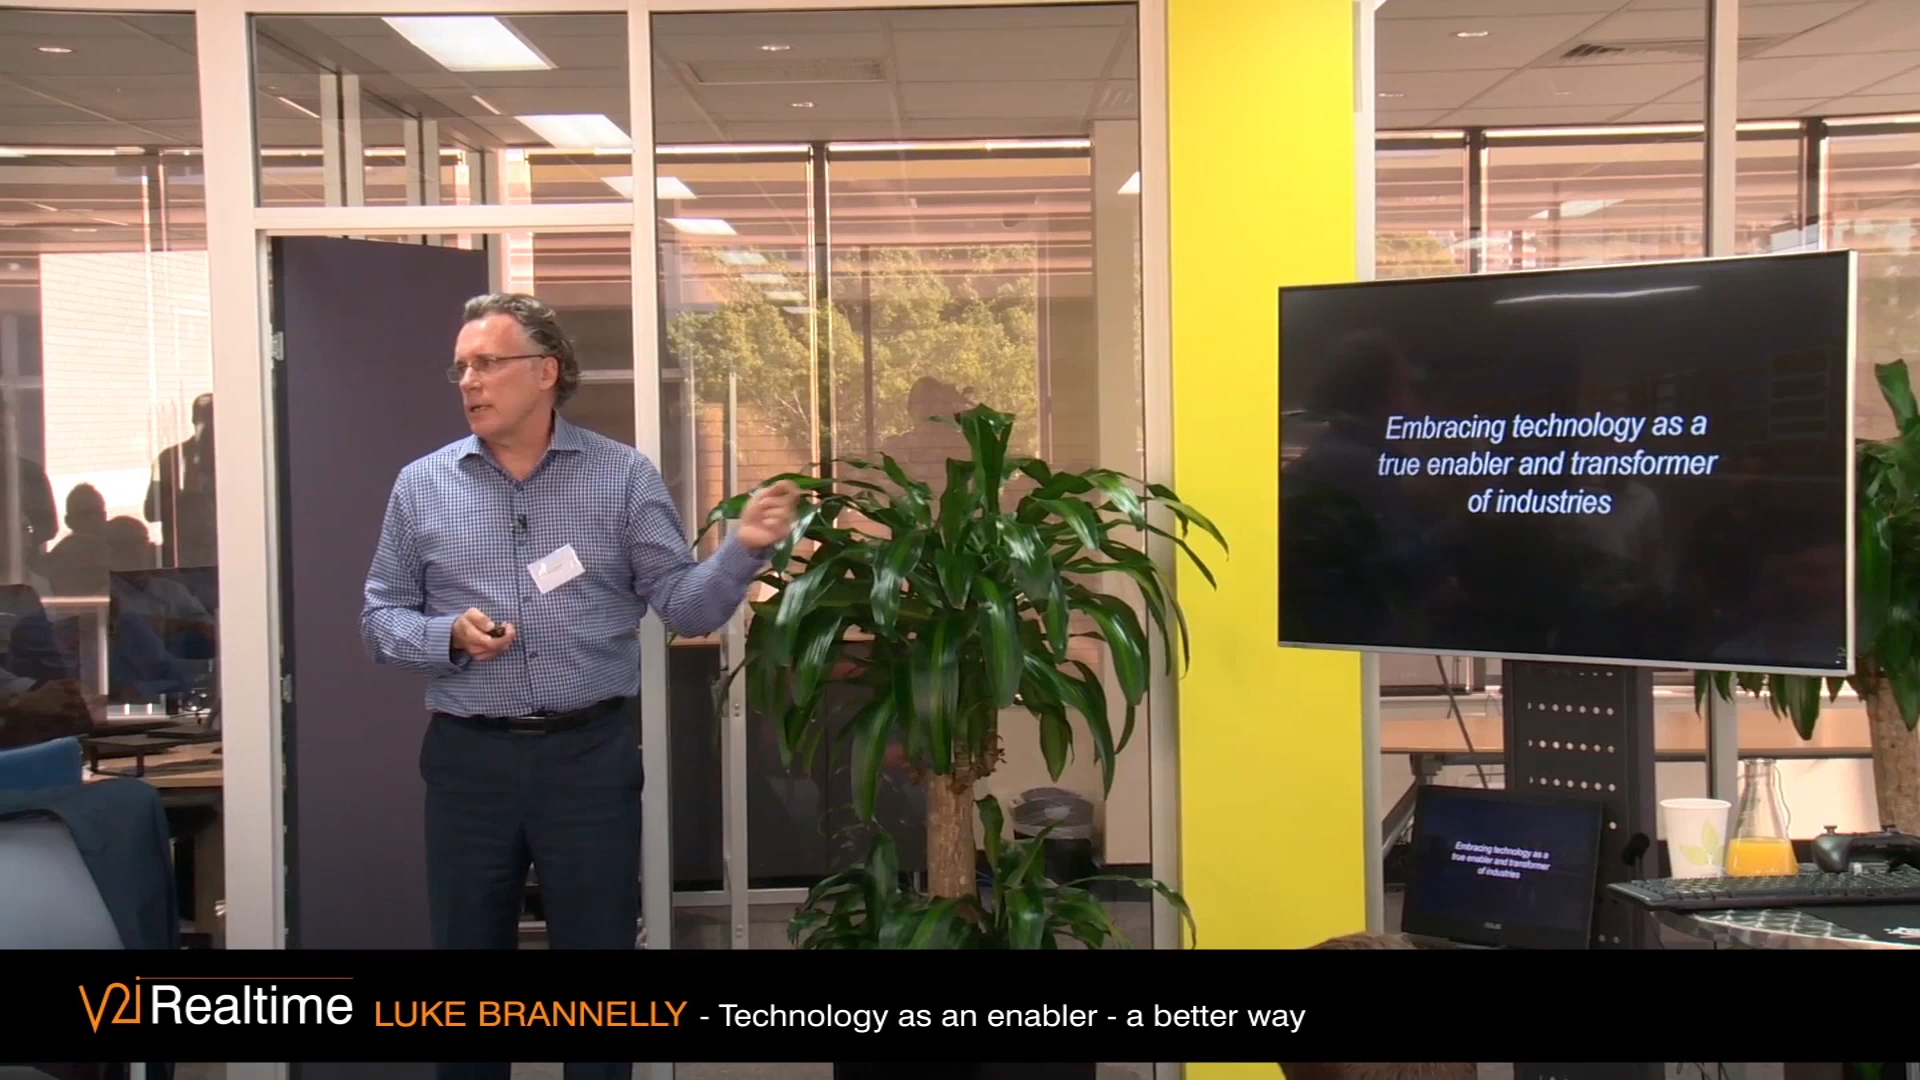 Embracing technology as a
true enabler and transformer
of industries
Embracing technology as a
true enabler and transformer
of industries
ASUS
V2i Realtime LUKE BRANNELLY - Technology as an enabler - a better way